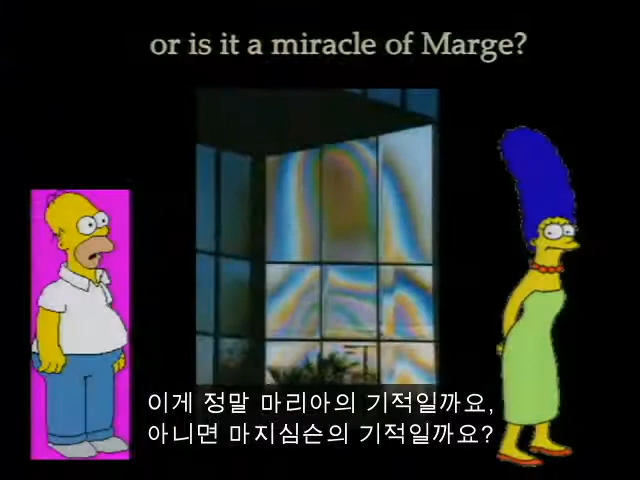 or is it a miracle of Marge?
이게 정말 마리아의 기적일까요,
아니면 마지심슨의 기적일까요?